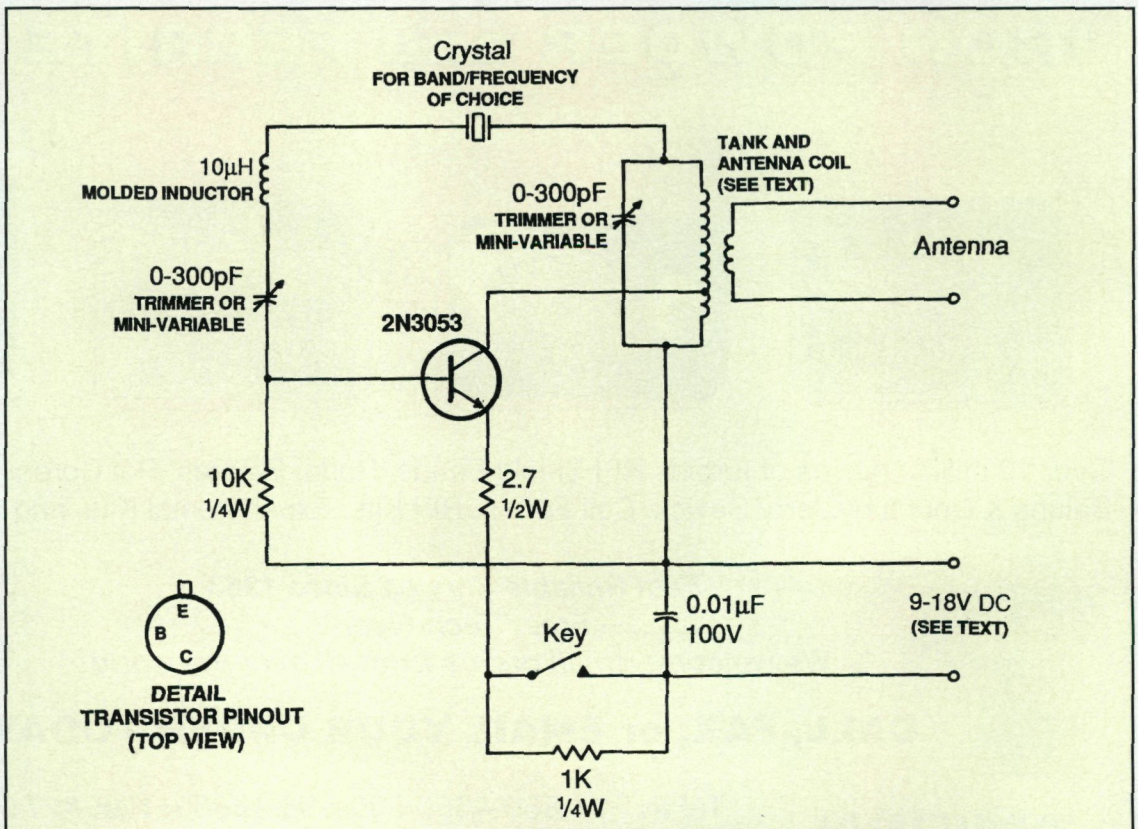 Crystal
FOR BAND/FREQUENCY
OF CHOICE
10µH
MOLDED INDUCTOR
0-300pF
TRIMMER OR
MINI-VARIABLE
TANK AND
ANTENNA COIL
(SEE TEXT)
Antenna
0-300pF
TRIMMER OR
MINI-VARIABLE
2N3053
10K
1/4W
2.7
1/2W
E
B
C
DETAIL
TRANSISTOR PINOUT
(TOP VIEW)
Key
0.01µF
100V
9-18V DC
(SEE TEXT)
1K
1/4W